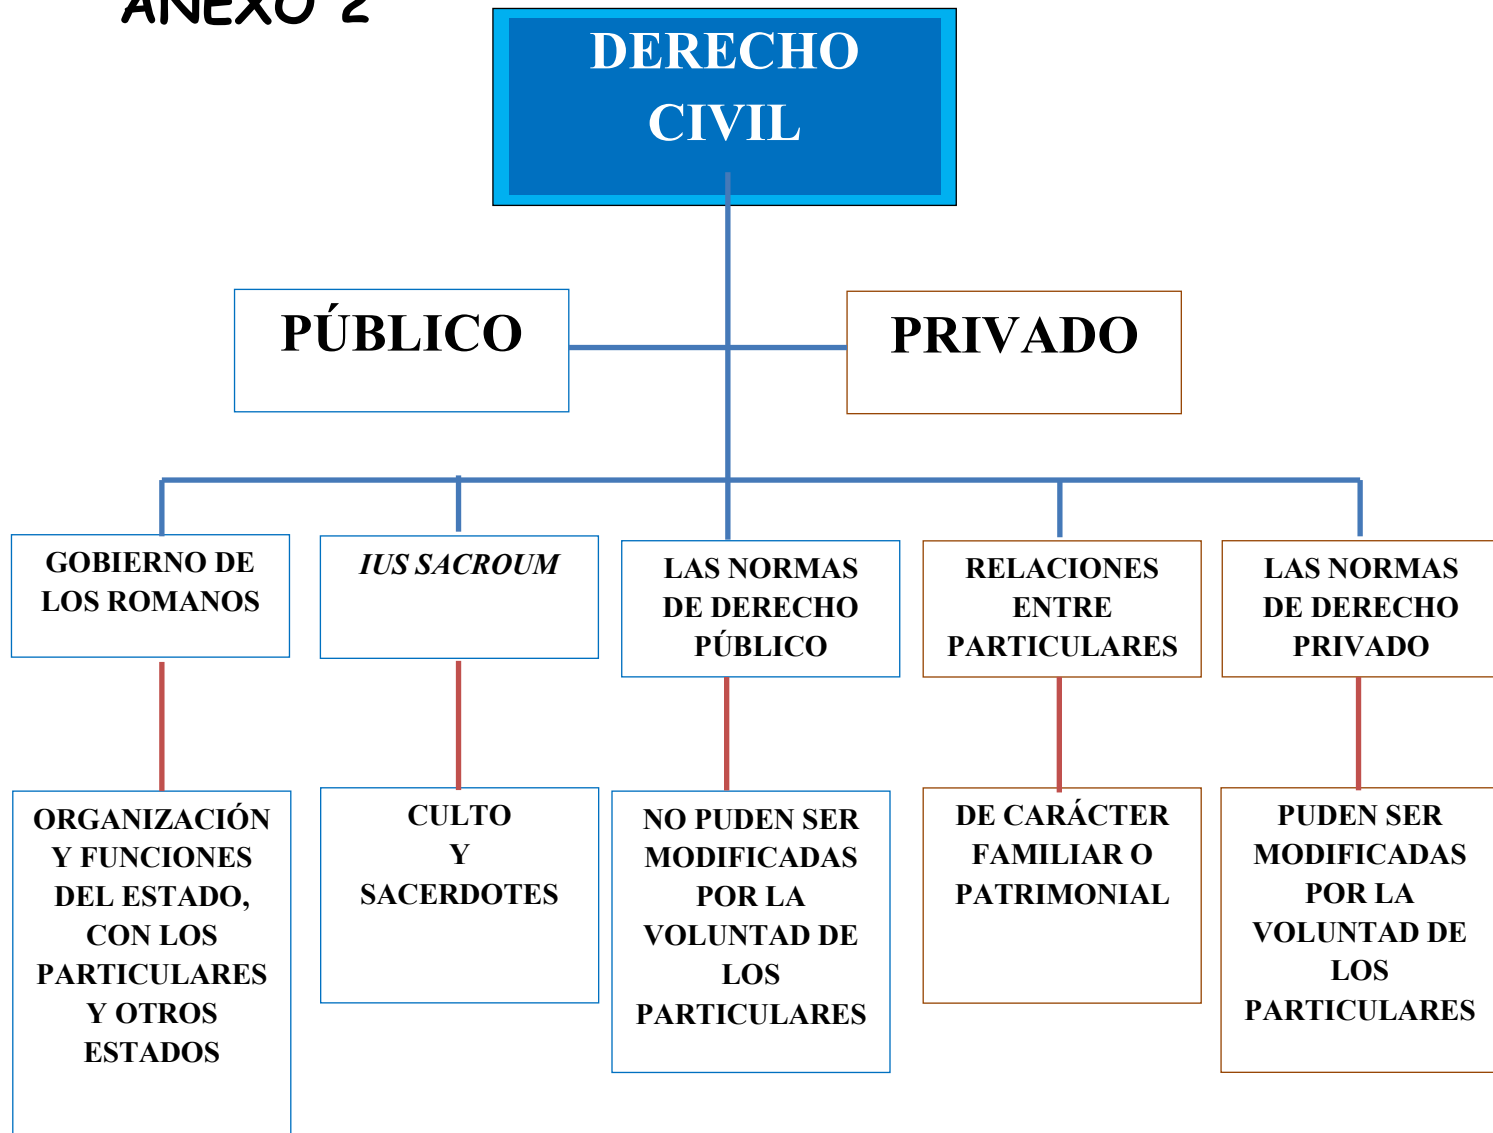 ANEXO 2
DERECHO
CIVIL
PÚBLICO
PRIVADO
GOBIERNO DE
LOS ROMANOS
IUS SACROUM
LAS NORMAS
DE DERECHO
PÚBLICO
RELACIONES
ENTRE
PARTICULARES
LAS NORMAS
DE DERECHO
PRIVADO
ORGANIZACIÓN
Y FUNCIONES
DEL ESTADO,
CON LOS
PARTICULARES
Y OTROS
ESTADOS
CULTO
Y
SACERDOTES
NO PUDEN SER
MODIFICADAS
POR LA
VOLUNTAD DE
LOS
PARTICULARES
DE CARÁCTER
FAMILIAR O
PATRIMONIAL
PUDEN SER
MODIFICADAS
POR LA
VOLUNTAD DE
LOS
PARTICULARES